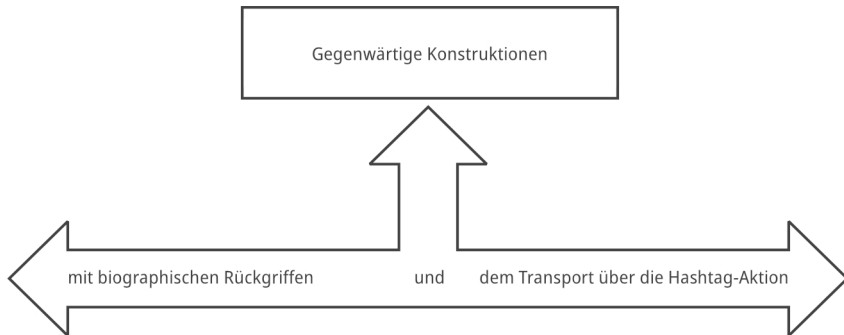 Gegenwärtige Konstruktionen
mit biographischen Rückgriffen und dem Transport über die Hashtag-Aktion